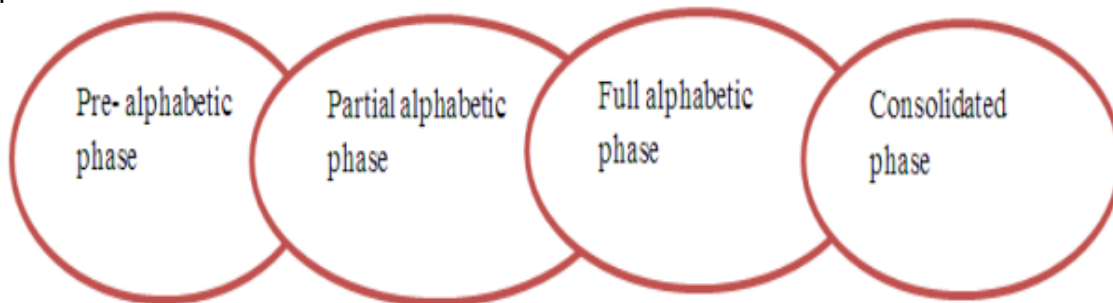 Pre- alphabetic
phase
Partial alphabetic
phase
Full alphabetic
phase
Consolidated
phase